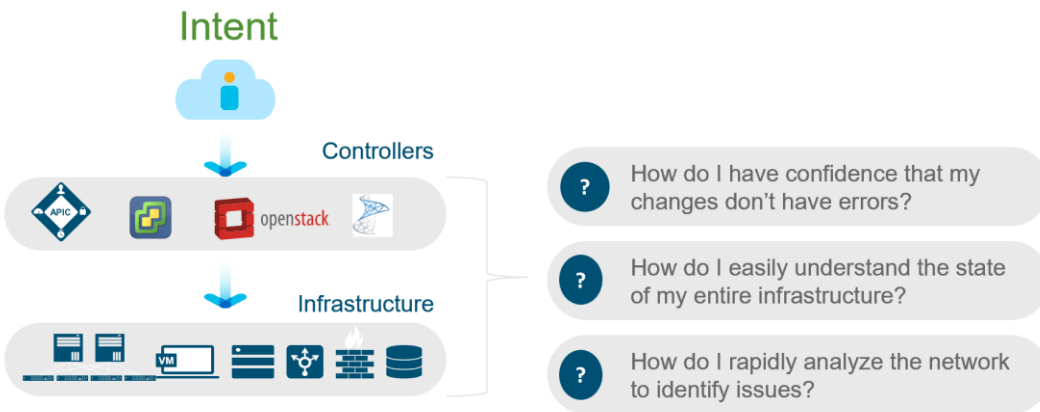 Intent
Controllers
APIC
openstack
Infrastructure
VM
?
How do I have confidence that my
changes don't have errors?
?
How do I easily understand the state
of my entire infrastructure?
?
How do I rapidly analyze the network
to identify issues?